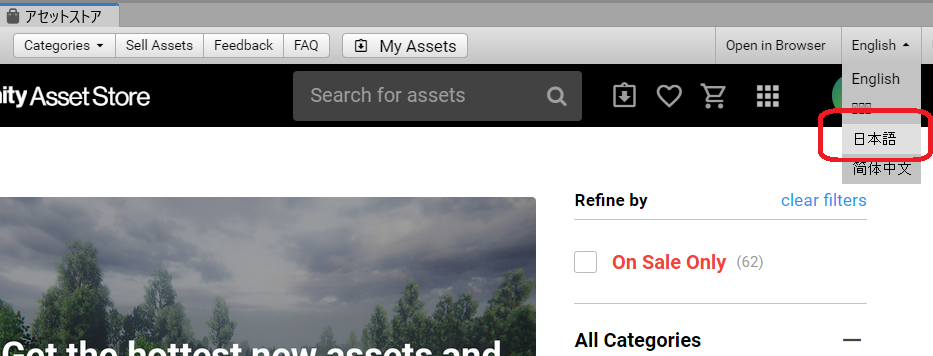 アセットストア
Categories Sell Assets Feedback FAQ My Assets Open in Browser English
English
日本語
简体中文
nity Asset Store Search for assets
Refine by clear filters
On Sale Only (62)
All Categories
Get the hottest new assets and